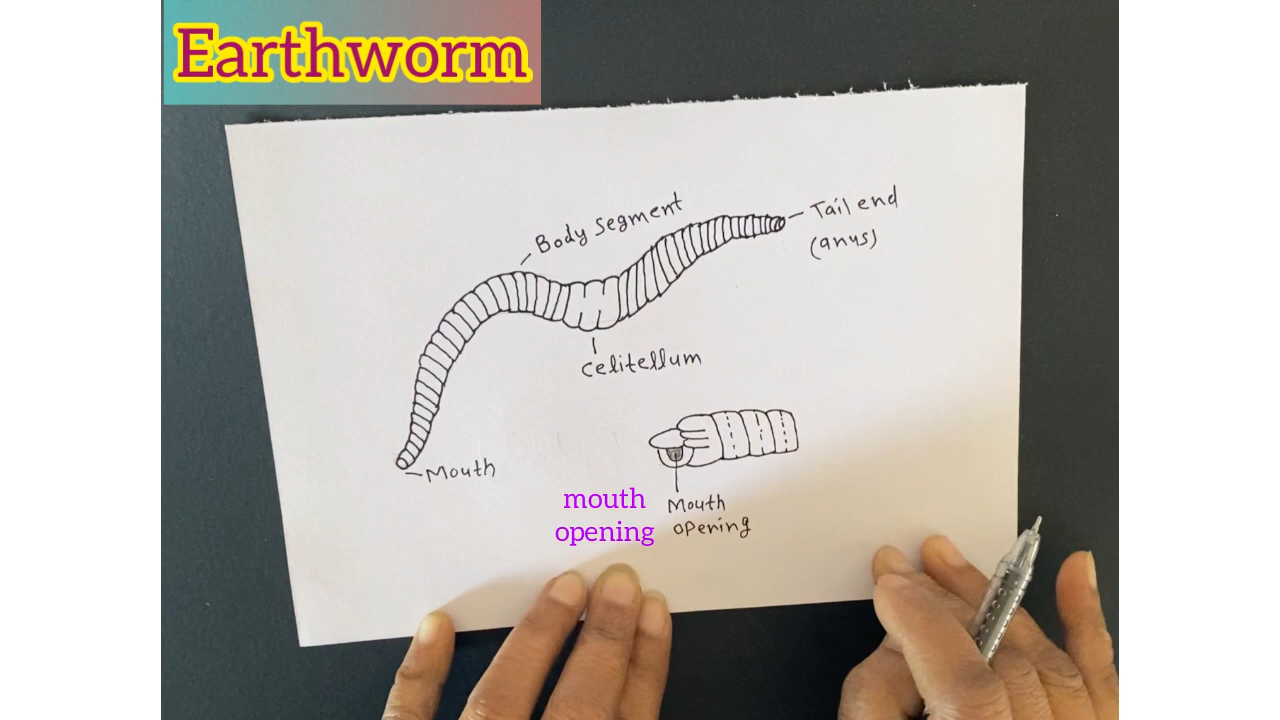 Earthworm
Body segment
Tail end
(anus)
Celitellum
Mouth
mouth
opening
Mouth
opening